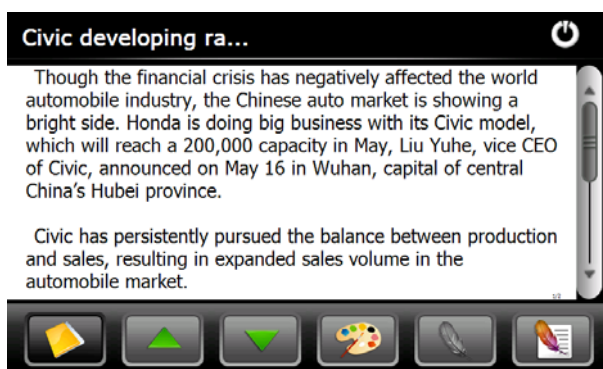 Civic developing ra...
Though the financial crisis has negatively affected the world
automobile industry, the Chinese auto market is showing a
bright side. Honda is doing big business with its Civic model,
which will reach a 200,000 capacity in May, Liu Yuhe, vice CEO
of Civic, announced on May 16 in Wuhan, capital of central
China's Hubei province.
Civic has persistently pursued the balance between production
and sales, resulting in expanded sales volume in the
automobile market.